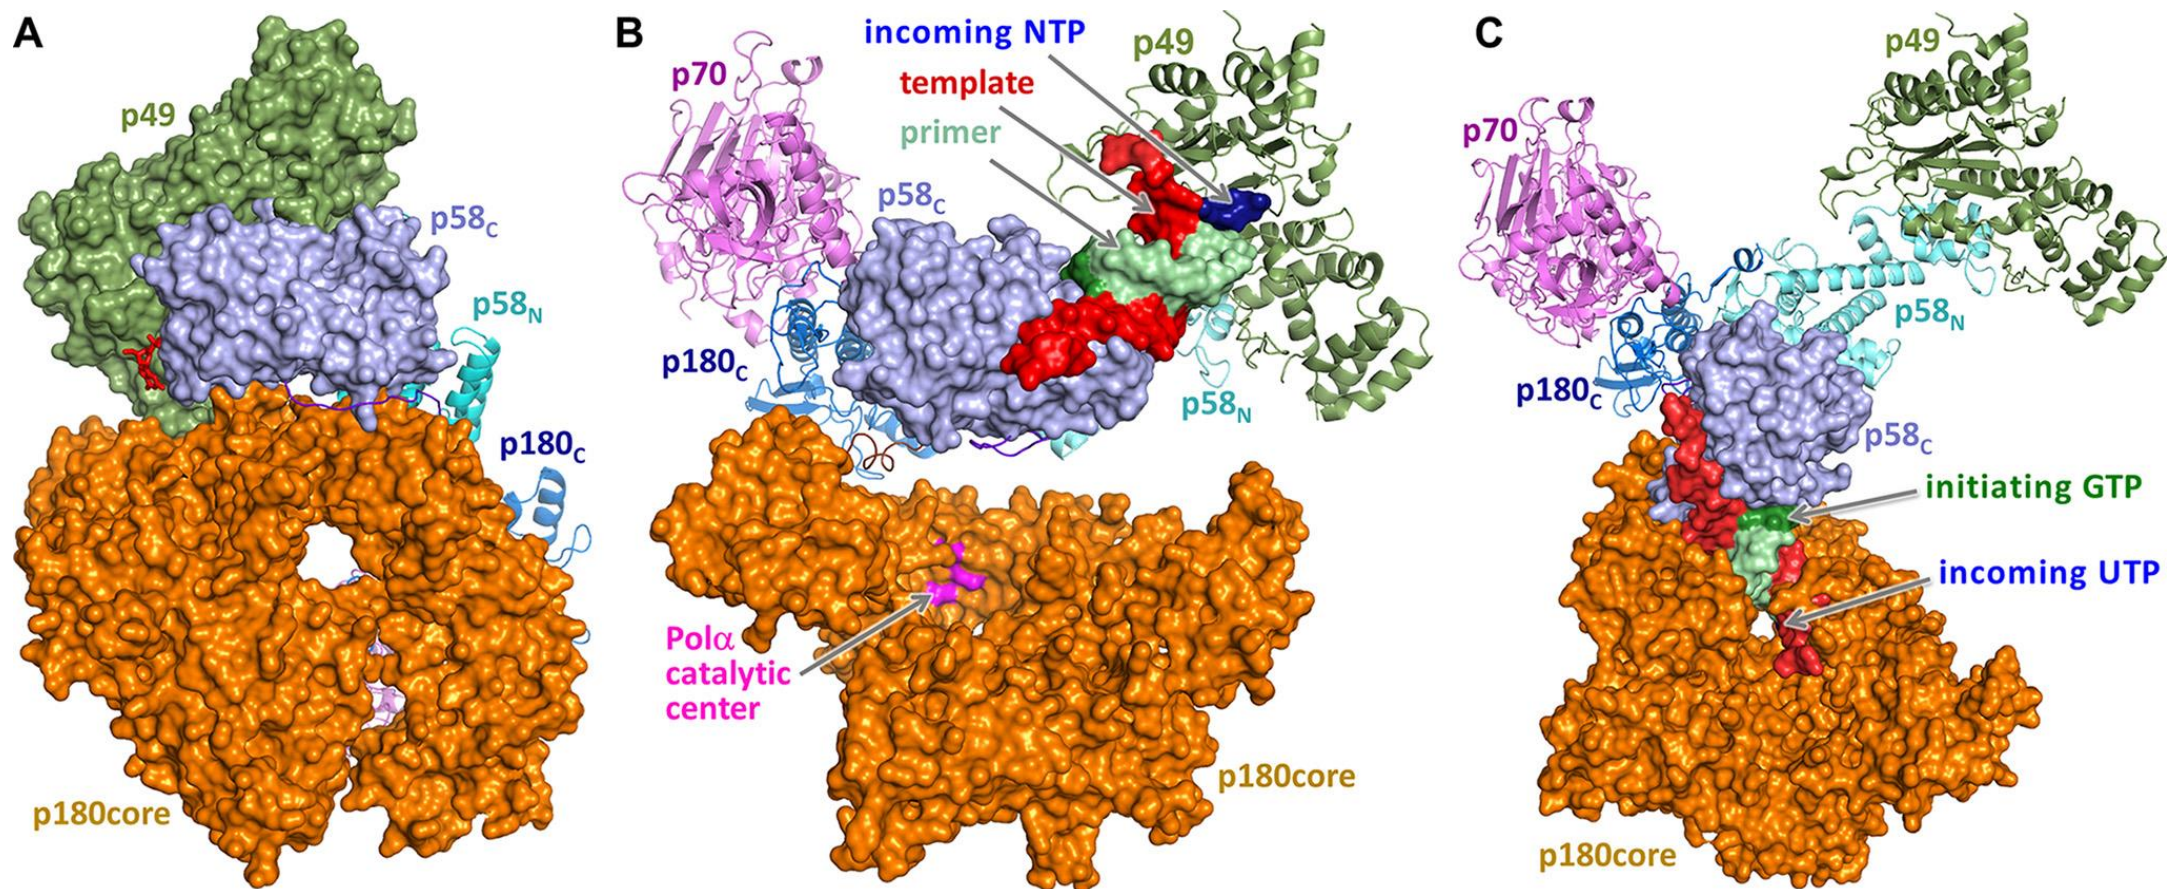 A
p49
p58C
p58N
p180C
p180core
B
incoming NTP
template
primer
p70
p49
p58C
p180C
p58N
Polα
catalytic
center
p180core
C
p49
p70
p58N
p180C
p58C
initiating GTP
incoming UTP
p180core